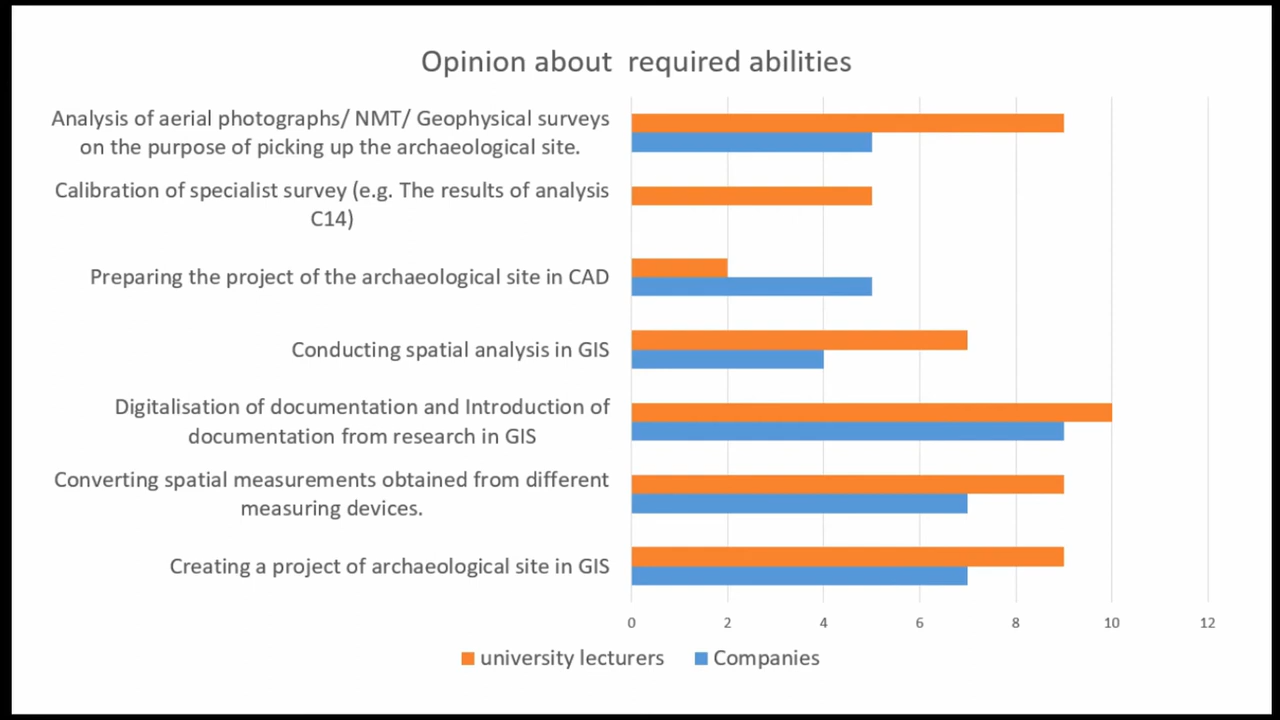 Opinion about  required abilities
Analysis of aerial photographs/ NMT/ Geophysical surveys
on the purpose of picking up the archaeological site.
Calibration of specialist survey (e.g. The results of analysis
C14)
Preparing the project of the archaeological site in CAD
Conducting spatial analysis in GIS
Digitalisation of documentation and Introduction of
documentation from research in GIS
Converting spatial measurements obtained from different
measuring devices.
Creating a project of archaeological site in GIS
0 2 4 6 8 10 12
university lecturers Companies